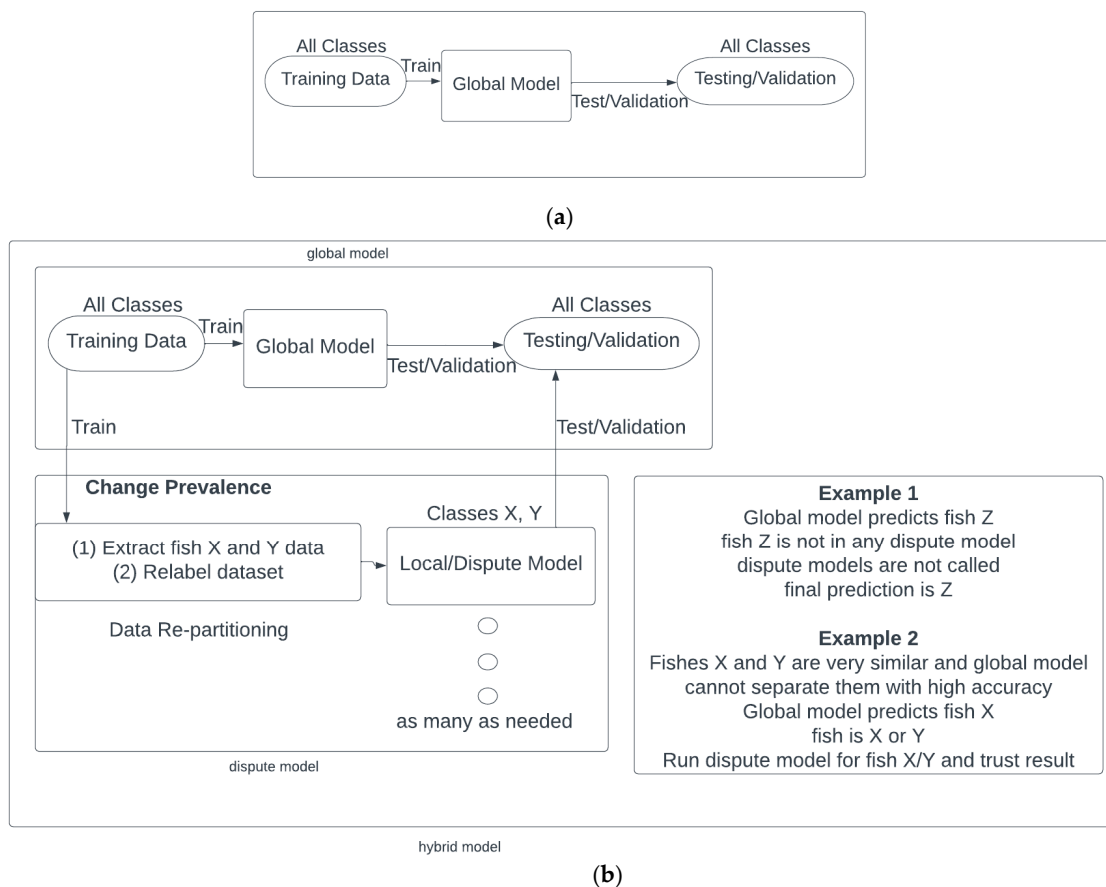 All Classes
All Classes
Training Data
Train
Global Model
Test/Validation
Testing/Validation
(a)
global model
All Classes
All Classes
Training Data
Train
Global Model
Test/Validation
Testing/Validation
Train
Test/Validation
Change Prevalence
Classes X, Y
(1) Extract fish X and Y data
(2) Relabel dataset
Local/Dispute Model
Data Re-partitioning
as many as needed
dispute model
Example 1
Global model predicts fish Z
fish Z is not in any dispute model
dispute models are not called
final prediction is Z
Example 2
Fishes X and Y are very similar and global model
cannot separate them with high accuracy
Global model predicts fish X
fish is X or Y
Run dispute model for fish X/Y and trust result
hybrid model
(b)